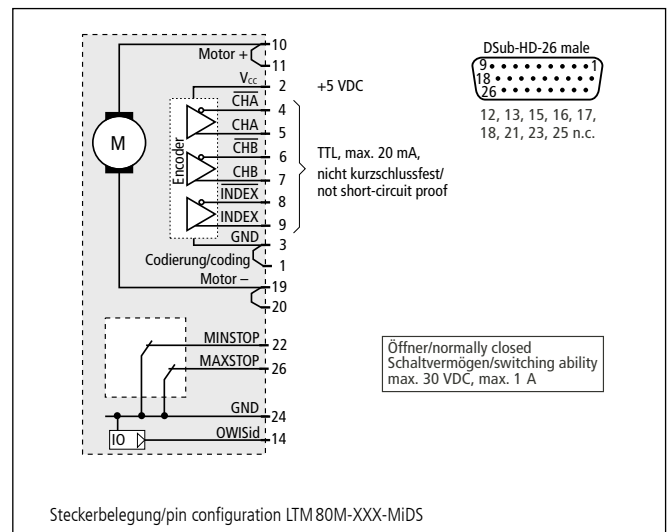 Motor + 10
11
Vcc 2 +5 VDC
CHA 4
CHA 5
CHB 6
CHB 7
INDEX 8
INDEX 9
GND 3
Codierung/coding 1
Motor – 19
20
M
Encoder
TTL, max. 20 mA,
nicht kurzschlussfest/
not short-circuit proof
DSub-HD-26 male
9 1
18
26
12, 13, 15, 16, 17,
18, 21, 23, 25 n.c.
MINSTOP 22
MAXSTOP 26
GND 24
IO OWISid 14
Öffner/normally closed
Schaltvermögen/switching ability
max. 30 VDC, max. 1 A
Steckerbelegung/pin configuration LTM 80M-XXX-MiDS